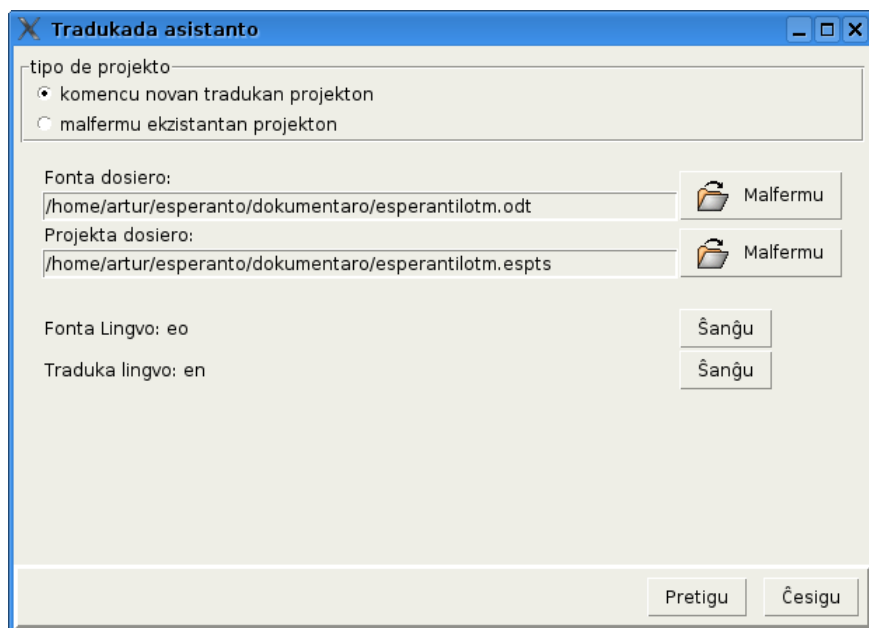 Tradukada asistanto
tipo de projekto
komencu novan tradukan projekton
malfermu ekzistantan projekton
Fonta dosiero:
/home/artur/esperanto/dokumentaro/esperantilotm.odt
Malfermu
Projekta dosiero:
/home/artur/esperanto/dokumentaro/esperantilotm.espts
Malfermu
Fonta Lingvo: eo
Ŝanĝu
Traduka lingvo: en
Ŝanĝu
Pretigu
Ĉesigu